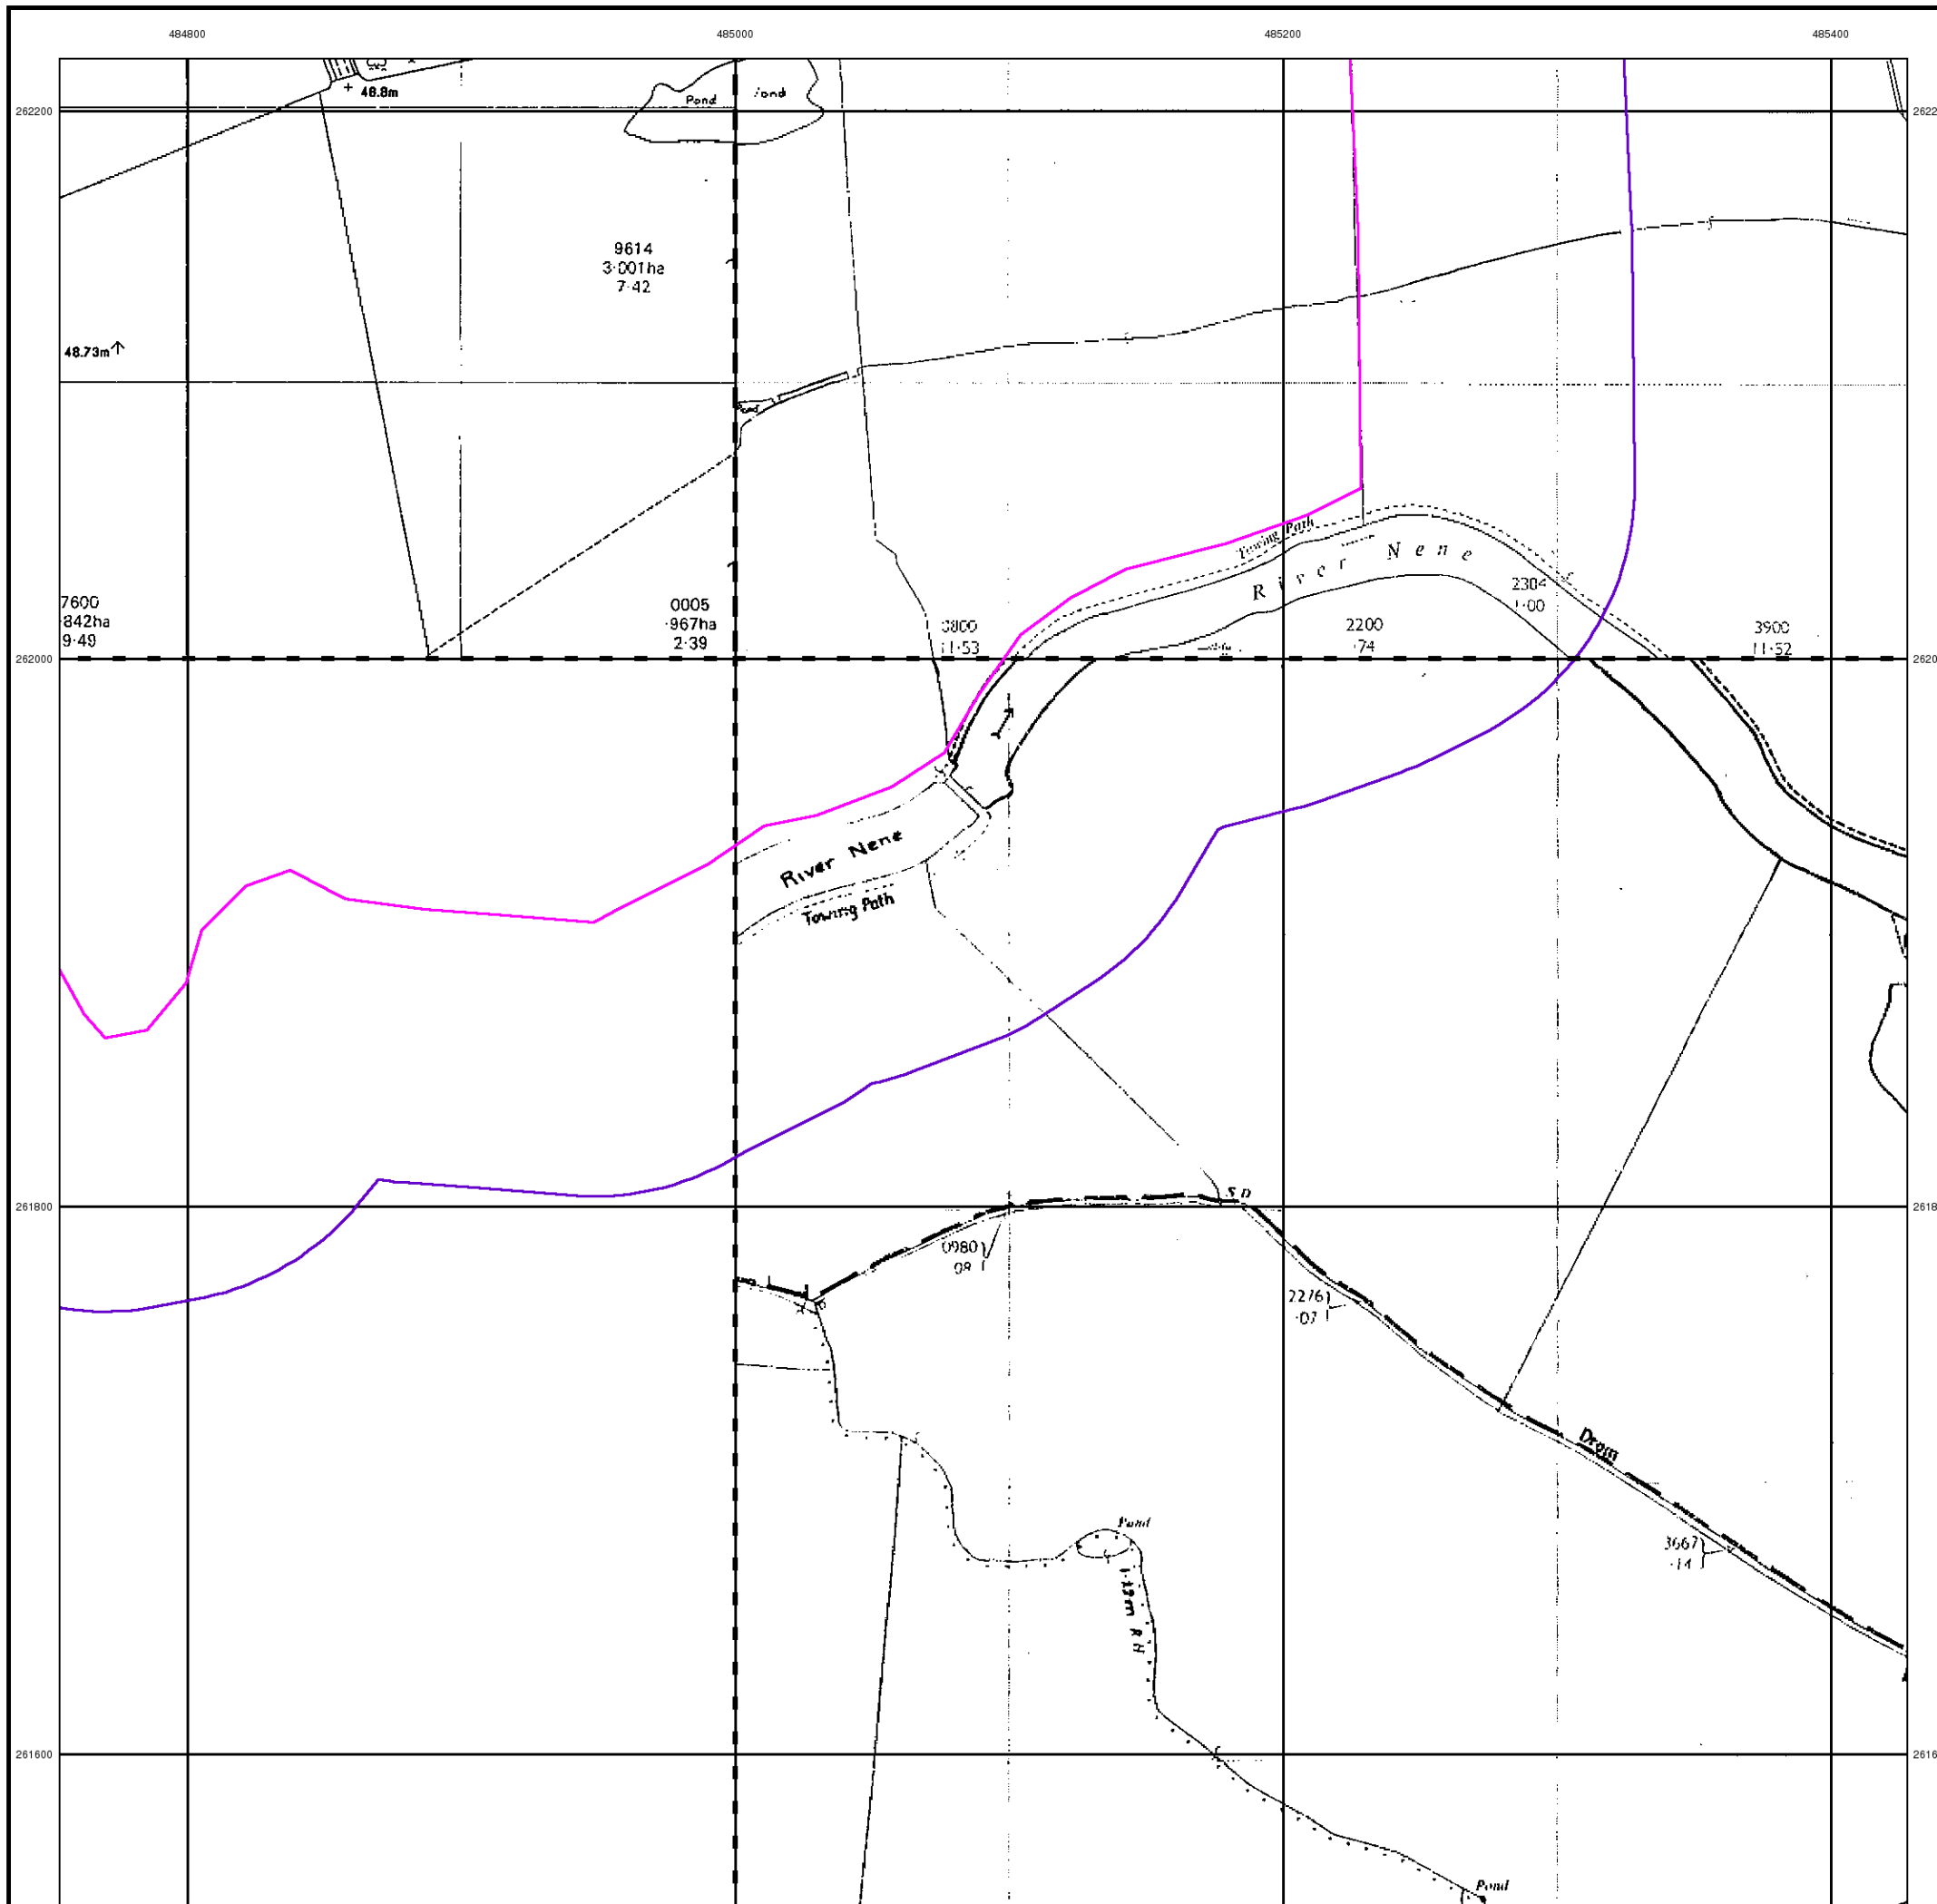 484800 485000 485200 485400
262200
48.8m
Pond
9614
3·001ha
7·42
48.73m
Towing Path
River Nene
7600
·842ha
9·49
0005
·967ha
2·39
11·53
2304
1·00
2200
·74
3900
11·52
262000
River Nene
Towing Path
261800
S D
0980
·08
2276
·07
Drain
3667
·14
Pond
R H
261600
Pond